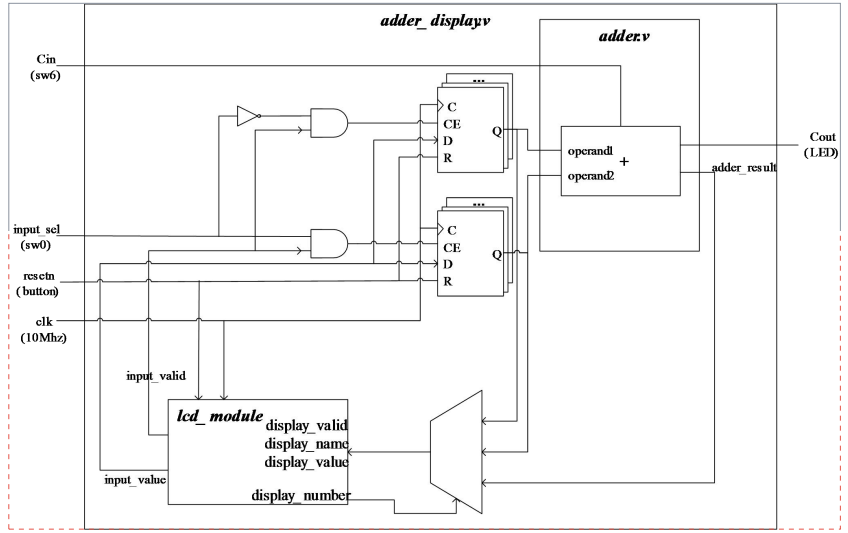 adder_display.v
adder.v
Cin
(sw6)
...
C
CE
D
R
Q
operand1
operand2
+
Cout
(LED)
adder_result
input_sel
(sw0)
...
C
CE
D
R
Q
resetn
(button)
clk
(10Mhz)
input_valid
lcd_module
display_valid
display_name
display_value
input_value
display_number